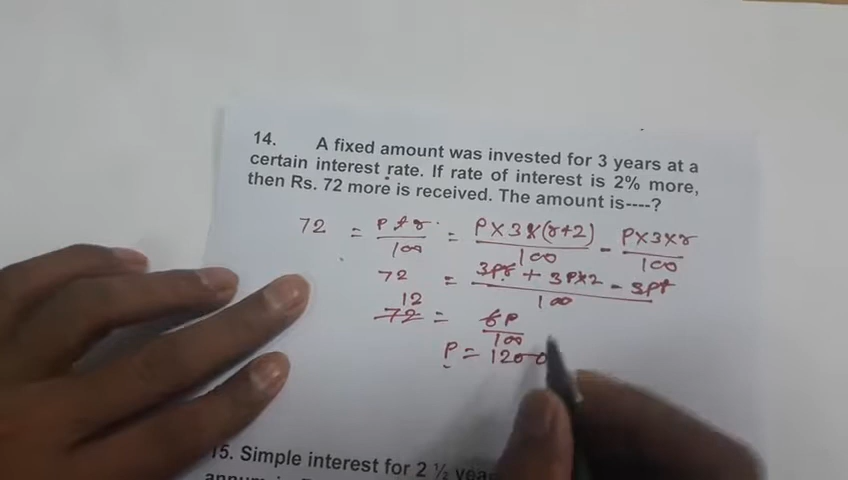 14. A fixed amount was invested for 3 years at a
certain interest rate. If rate of interest is 2% more,
then Rs. 72 more is received. The amount is----?
72 = P t r / 100 = P×3×(r+2) / 100 - P×3×r / 100
72 = 3pr + 3P×2 - 3pr / 100
12
72 = 6P / 100
P = 1200
15. Simple interest for 2 ½